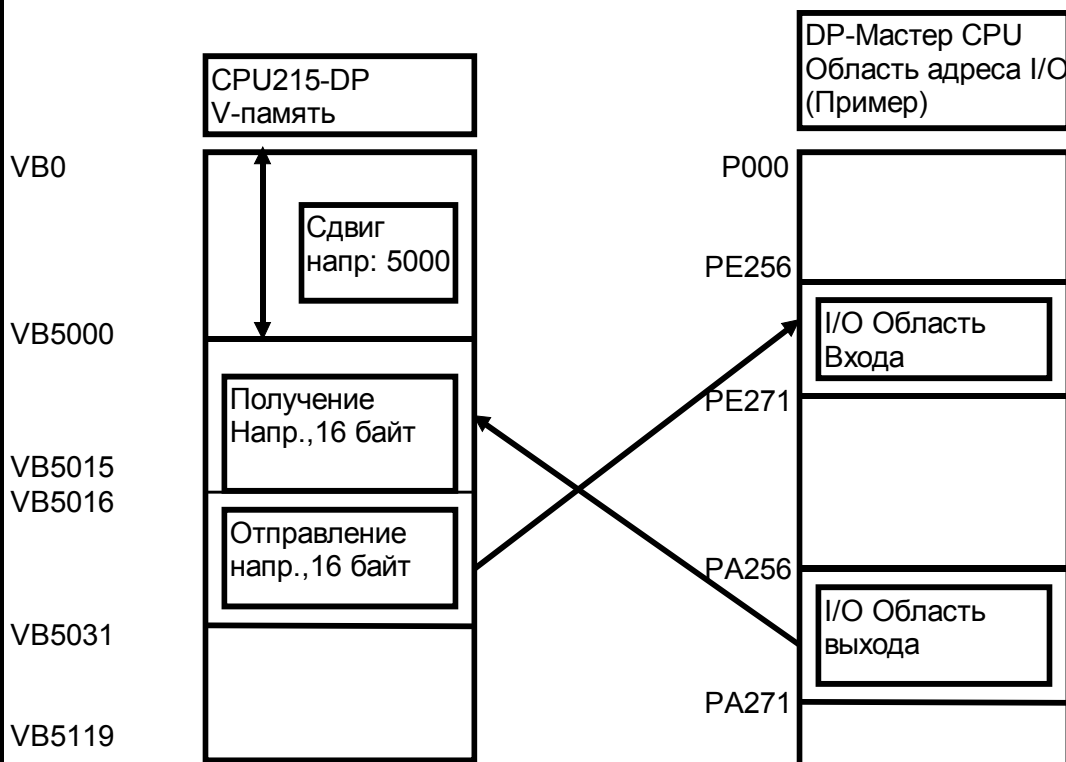 CPU215-DP
V-память
VB0
Сдвиг
напр: 5000
VB5000
Получение
Напр.,16 байт
VB5015
VB5016
Отправление
напр.,16 байт
VB5031
VB5119
DP-Мастер CPU
Область адреса I/O
(Пример)
P000
PE256
I/O Область
Входа
PE271
PA256
I/O Область
выхода
PA271